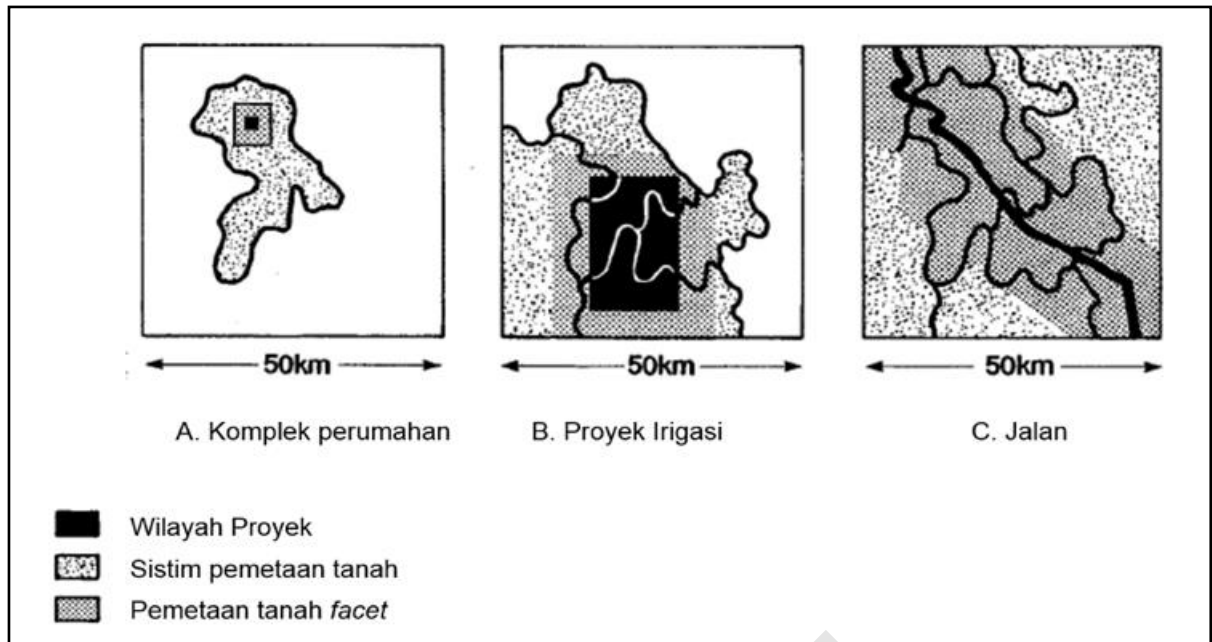 50km 50km 50km
A. Komplek perumahan B. Proyek Irigasi C. Jalan
Wilayah Proyek
Sistim pemetaan tanah
Pemetaan tanah facet